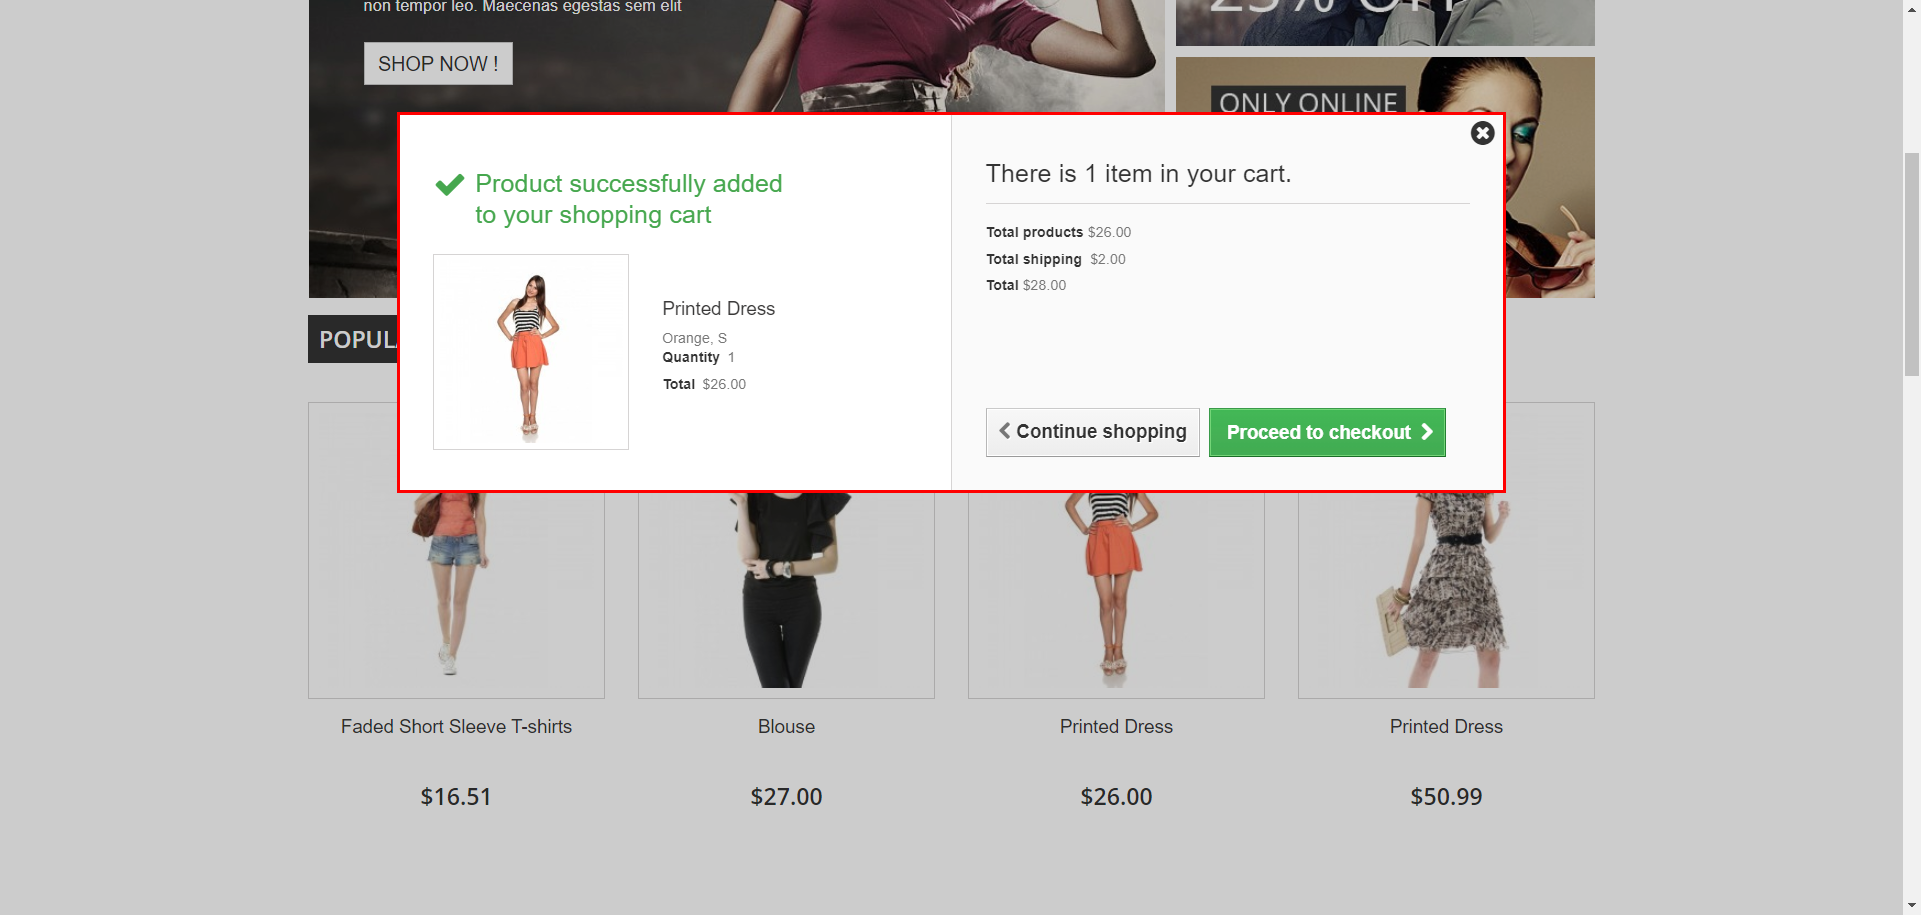 non tempor leo. Maecenas egestas sem elit
SHOP NOW !
25% OFF
ONLY ONLINE
Product successfully added
to your shopping cart
Printed Dress
Orange, S
Quantity 1
Total $26.00
There is 1 item in your cart.
Total products $26.00
Total shipping $2.00
Total $28.00
Continue shopping
Proceed to checkout
POPUL
Faded Short Sleeve T-shirts
Blouse
Printed Dress
Printed Dress
$16.51
$27.00
$26.00
$50.99